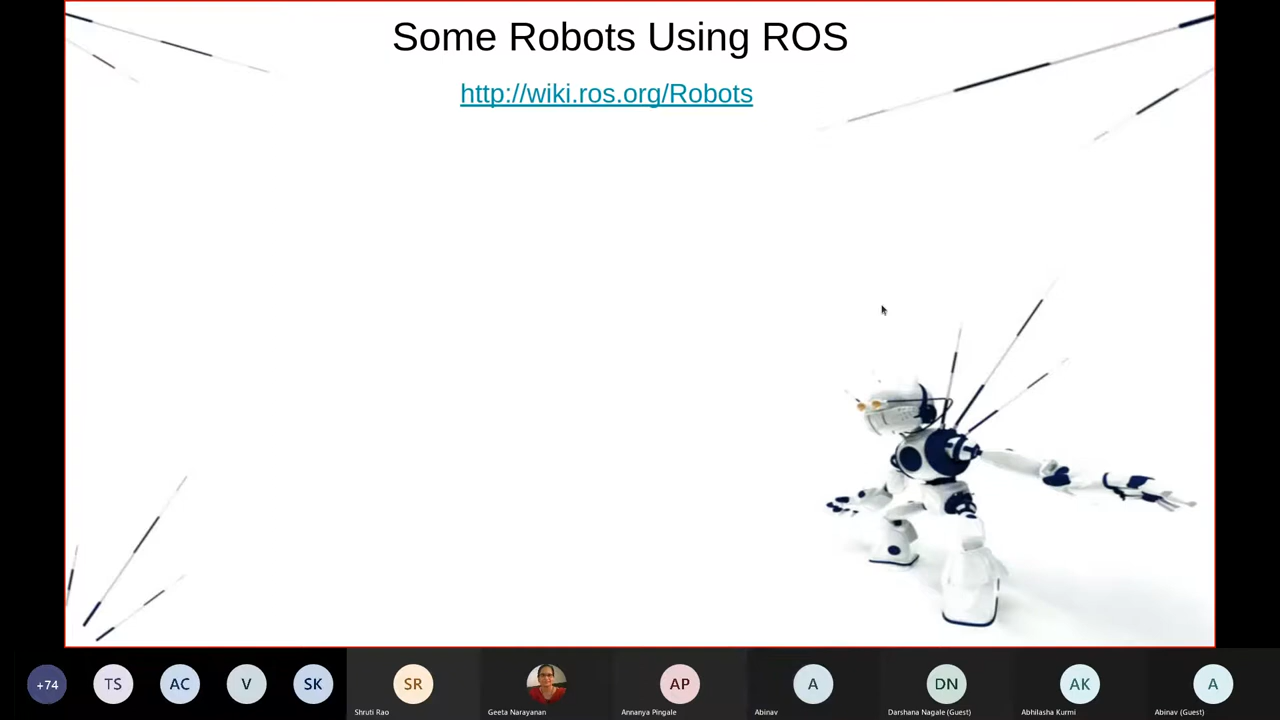 Some Robots Using ROS
http://wiki.ros.org/Robots
+74
TS
AC
V
SK
SR
AP
A
DN
AK
A
Shruti Rao
Geeta Narayanan
Annanya Pingale
Abinav
Darshana Nagale (Guest)
Abhilasha Kurmi
Abinav (Guest)